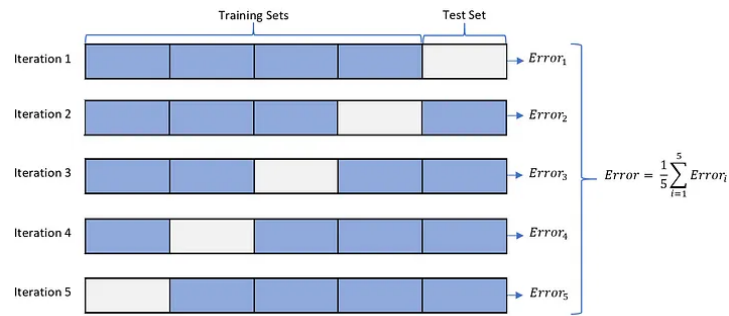 Training Sets Test Set
Iteration 1 Error₁
Iteration 2 Error₂
Iteration 3 Error₃
Error = 1/5 5∑i=1 Errorᵢ
Iteration 4 Error₄
Iteration 5 Error₅